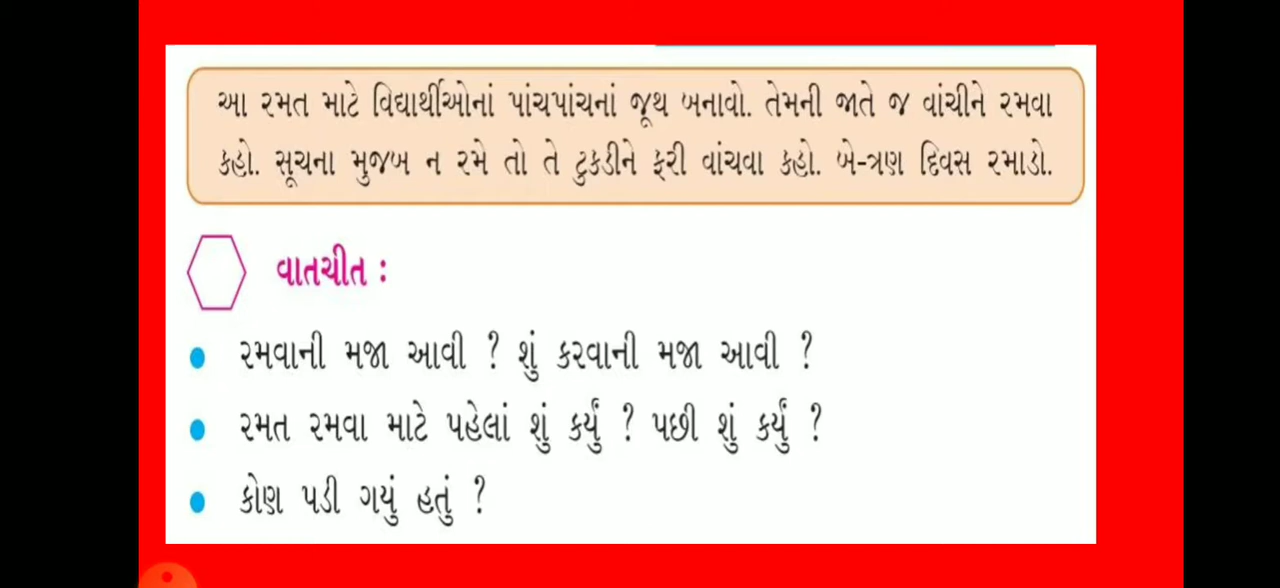 આ રમત માટે વિદ્યાર્થીઓનાં પાંચપાંચનાં જૂથ બનાવો. તેમની જાતે જ વાંચીને રમવા
કહો. સૂચના મુજબ ન રમે તો તે ટુકડીને ફરી વાંચવા કહો. બે-ત્રણ દિવસ રમાડો.
વાતચીત :
રમવાની મજા આવી ? શું કરવાની મજા આવી ?
રમત રમવા માટે પહેલાં શું કર્યું ? પછી શું કર્યું ?
કોણ પડી ગયું હતું ?